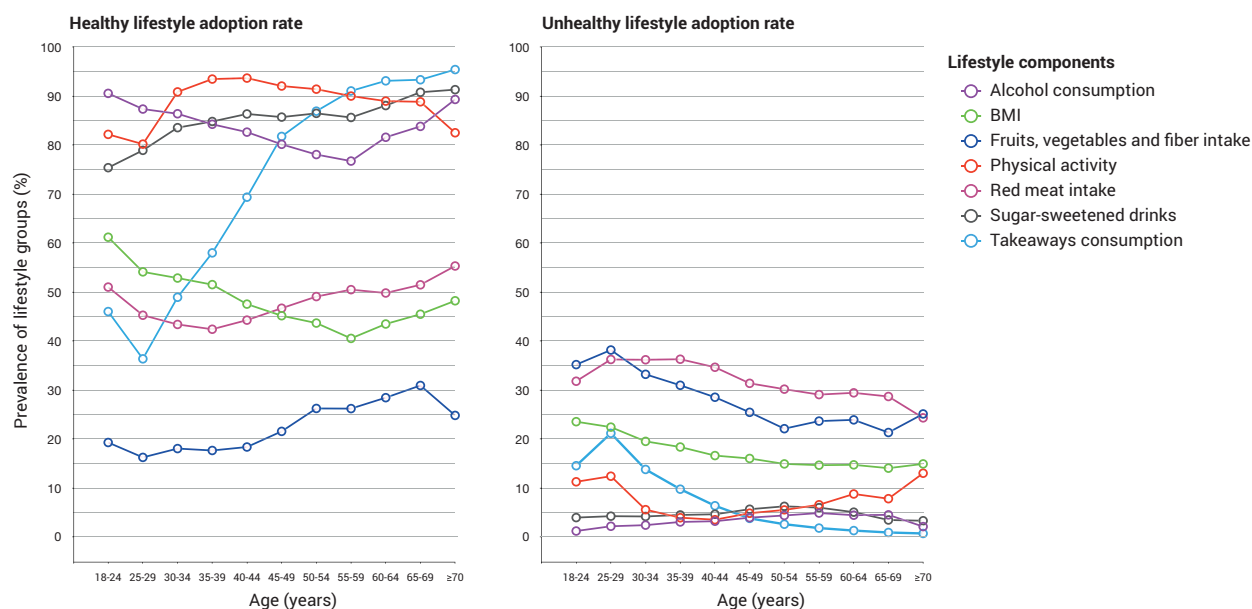 Healthy lifestyle adoption rate
Unhealthy lifestyle adoption rate
Prevalence of lifestyle groups (%)
100
90
80
70
60
50
40
30
20
10
0
18-24 25-29 30-34 35-39 40-44 45-49 50-54 55-59 60-64 65-69 ≥70
Age (years)
100
90
80
70
60
50
40
30
20
10
0
18-24 25-29 30-34 35-39 40-44 45-49 50-54 55-59 60-64 65-69 ≥70
Age (years)
Lifestyle components
Alcohol consumption
BMI
Fruits, vegetables and fiber intake
Physical activity
Red meat intake
Sugar-sweetened drinks
Takeaways consumption